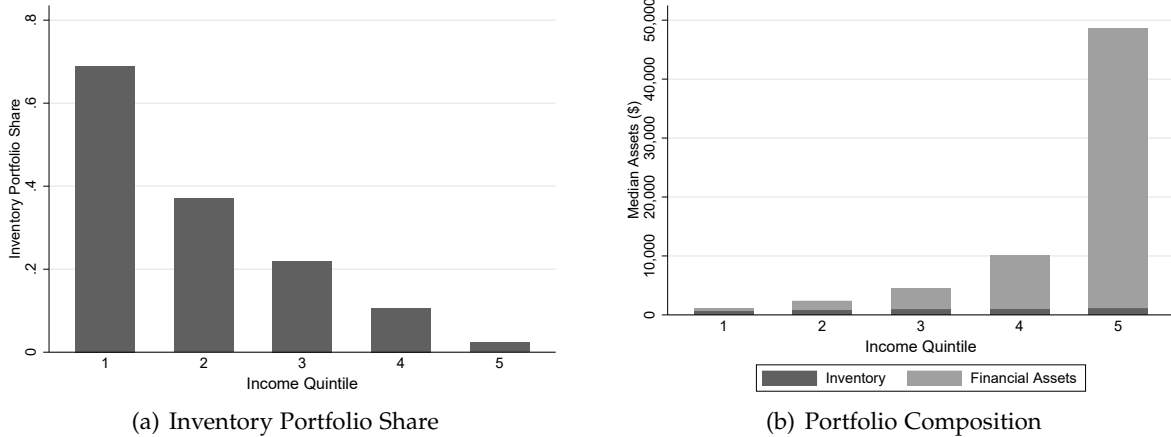 .8
.6
.4
.2
0
Inventory Portfolio Share
1 2 3 4 5
Income Quintile
(a) Inventory Portfolio Share
50,000
40,000
30,000
20,000
10,000
0
Median Assets ($)
1 2 3 4 5
Income Quintile
Inventory Financial Assets
(b) Portfolio Composition